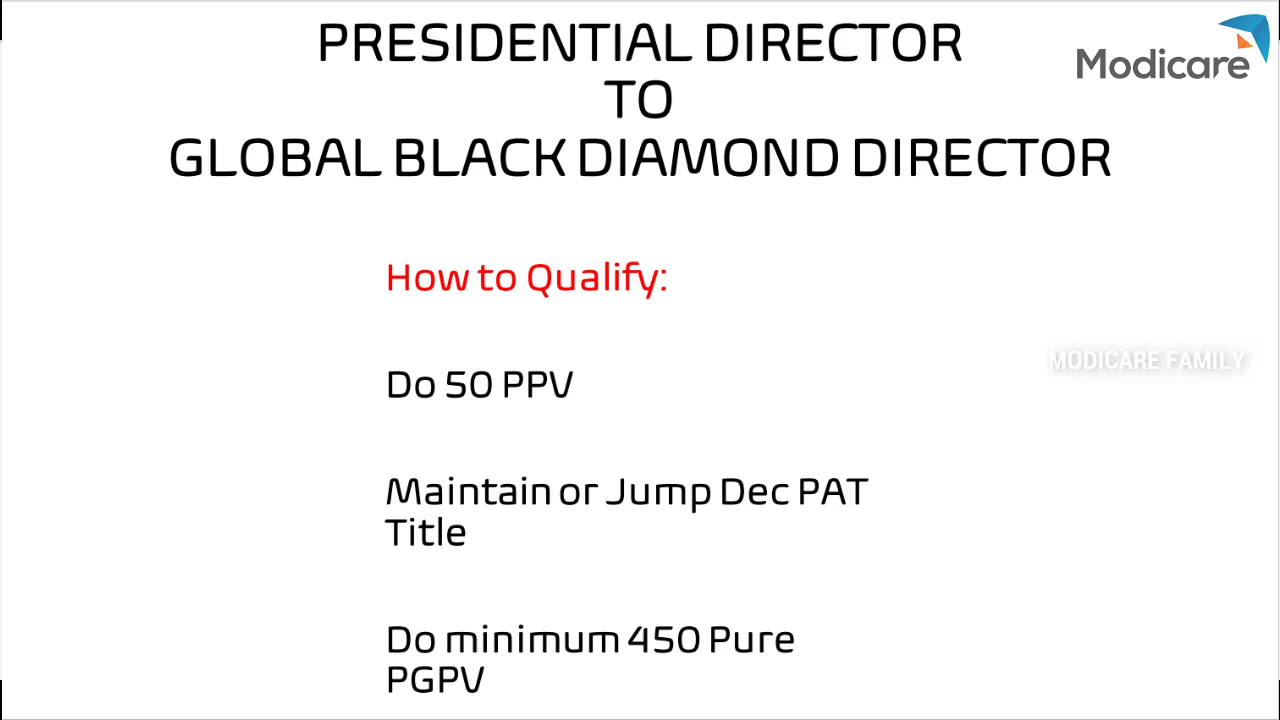 PRESIDENTIAL DIRECTOR
Modicare
TO
GLOBAL BLACK DIAMOND DIRECTOR
How to Qualify:
MODICARE FAMILY
Do 50 PPV
Maintain or Jump Dec PAT
Title
Do minimum 450 Pure
PGPV